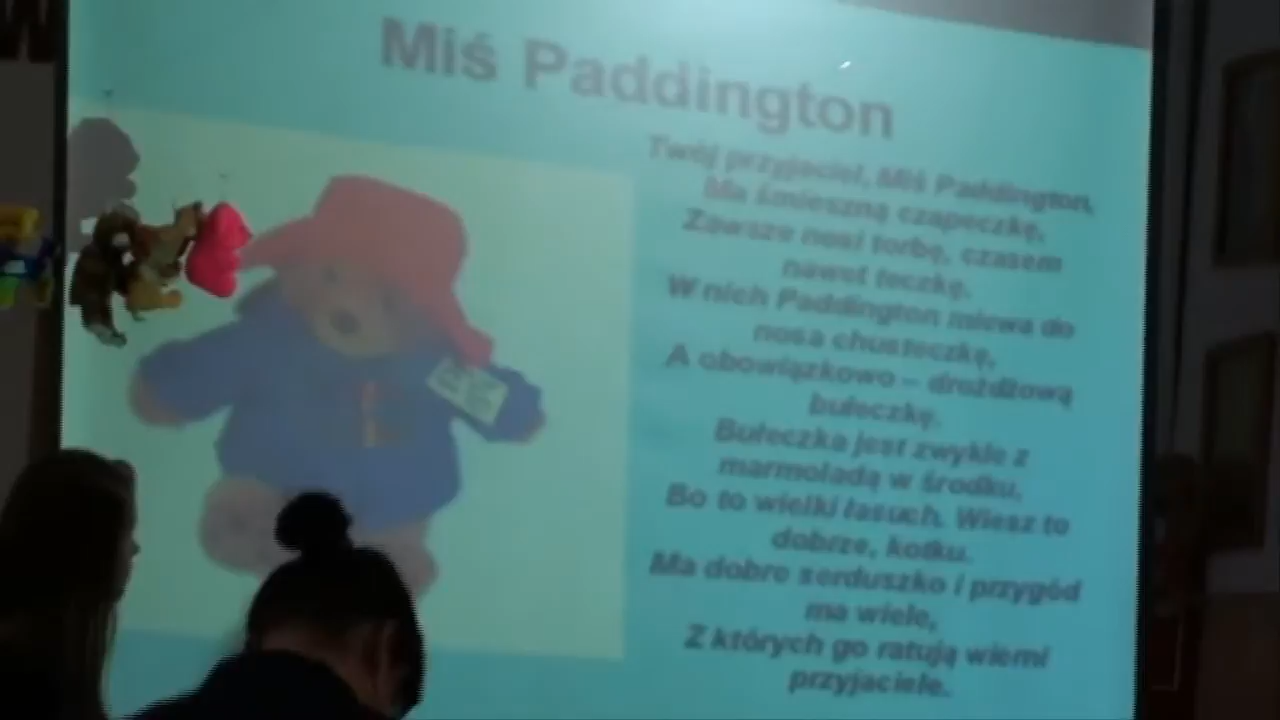 Miś Paddington
Twój przyjaciel, Miś Paddington,
Ma śmieszną czapeczkę,
Zawsze nosi torbę, czasem
nawet teczkę.
W nich Paddington miewa do
nosa chusteczkę,
A obowiązkowo – drożdżową
bułeczkę.
Bułeczka jest zwykle z
marmoladą w środku,
Bo to wielki łasuch. Wiesz to
dobrze, kotku.
Ma dobre serduszko i przygód
ma wiele,
Z których go ratują wierni
przyjaciele.